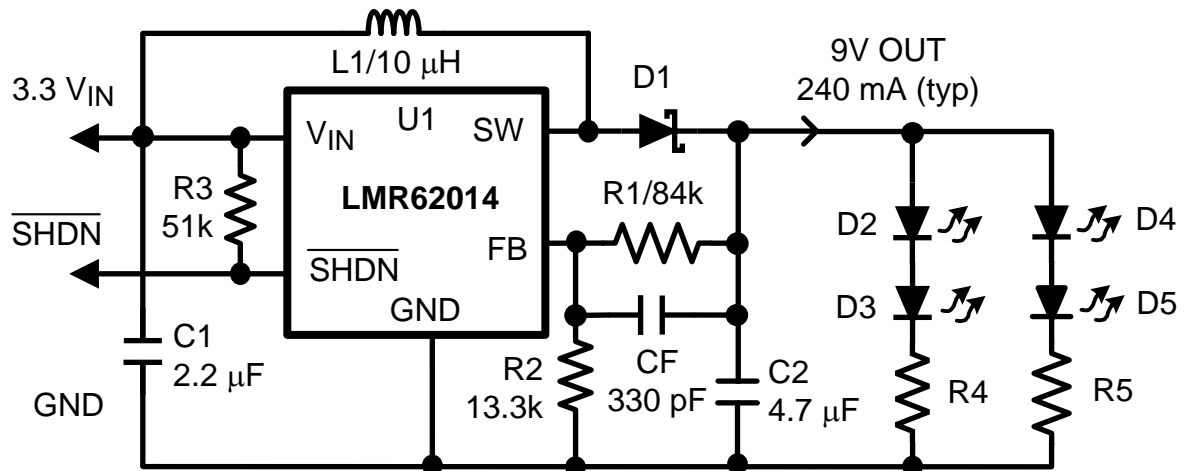 L1/10 μH
9V OUT
240 mA (typ)
D1
3.3 VIN
VIN
U1
SW
R3
51k
LMR62014
R1/84k
SHDN
SHDN
FB
GND
D2
D4
D3
D5
C1
2.2 μF
R2
13.3k
CF
330 pF
C2
4.7 μF
R4
R5
GND